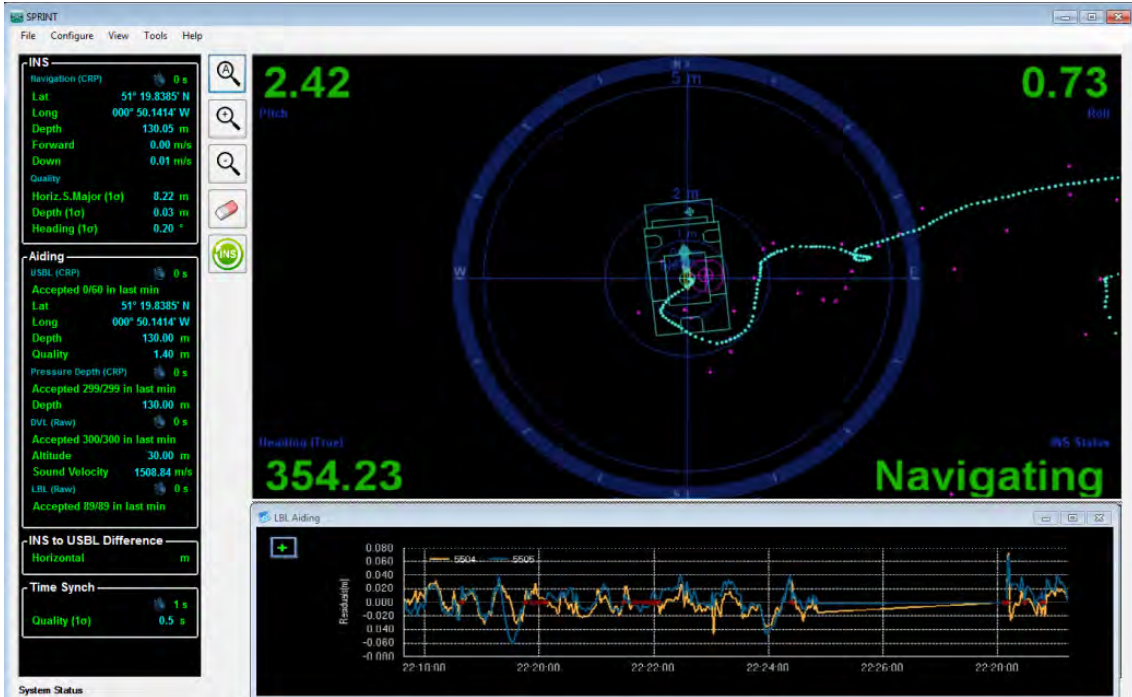 SPRINT
File Configure View Tools Help
INS
Navigation (CRP) 0 s
Lat 51° 19.8385' N
Long 000° 50.1414' W
Depth 130.05 m
Forward 0.00 m/s
Down 0.01 m/s
Quality
Horiz.S.Major (1σ) 8.22 m
Depth (1σ) 0.03 m
Heading (1σ) 0.20 °
Aiding
USBL (CRP) 0 s
Accepted 0/60 in last min
Lat 51° 19.8385' N
Long 000° 50.1414' W
Depth 130.00 m
Quality 1.40 m
Pressure Depth (CRP) 0 s
Accepted 299/299 in last min
Depth 130.00 m
DVL (Raw) 0 s
Accepted 300/300 in last min
Altitude 30.00 m
Sound Velocity 1508.84 m/s
LBL (Raw) 0 s
Accepted 89/89 in last min
INS to USBL Difference
Horizontal m
Time Synch
1 s
Quality (1σ) 0.5 s
System Status
A
INS
2.42
Pitch
0.73
Roll
N
5 m
2 m
1 m
W
E
S
Heading (True)
354.23
INS Status
Navigating
LBL Aiding
5504 5505
Residual(m)
0.080
0.060
0.040
0.020
0.000
-0.020
-0.040
-0.060
-0.080
22:18:00 22:20:00 22:22:00 22:24:00 22:26:00 22:28:00